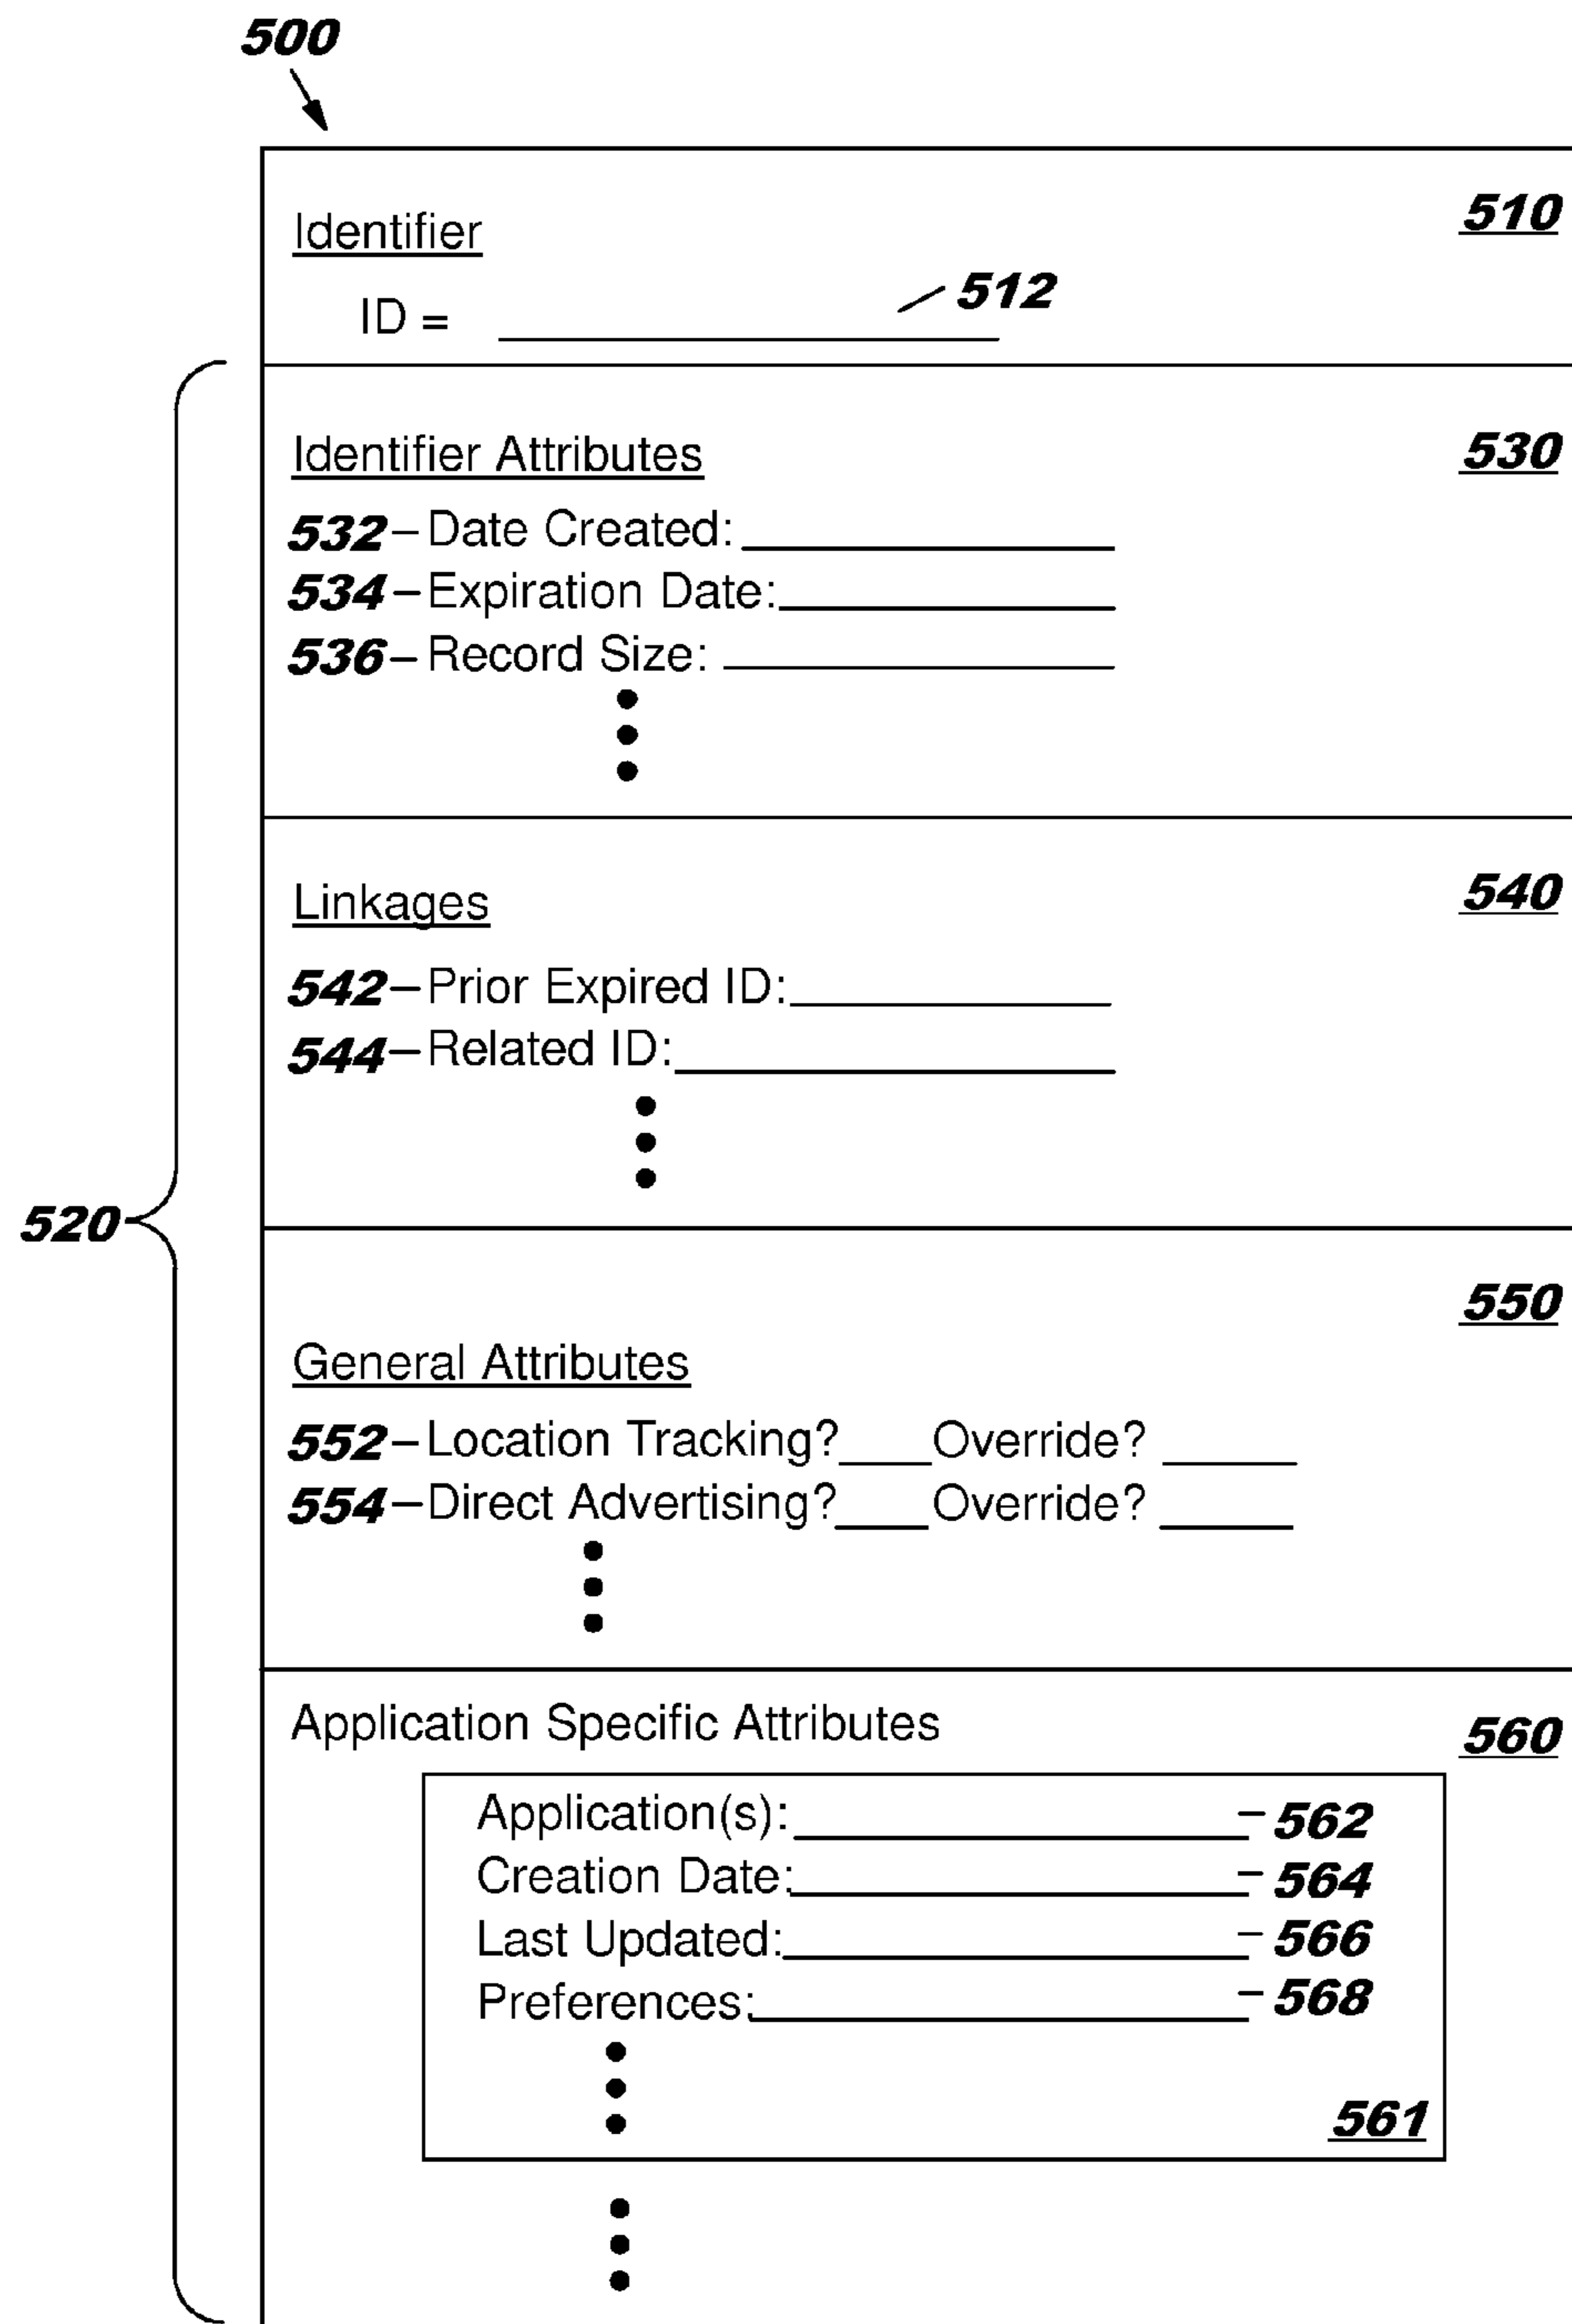 500
Identifier 510
ID = 512
Identifier Attributes 530
532 – Date Created:
534 – Expiration Date:
536 – Record Size:
Linkages 540
542 – Prior Expired ID:
544 – Related ID:
520
550
General Attributes
552 – Location Tracking? Override?
554 – Direct Advertising? Override?
Application Specific Attributes 560
Application(s): – 562
Creation Date: – 564
Last Updated: – 566
Preferences: – 568
561